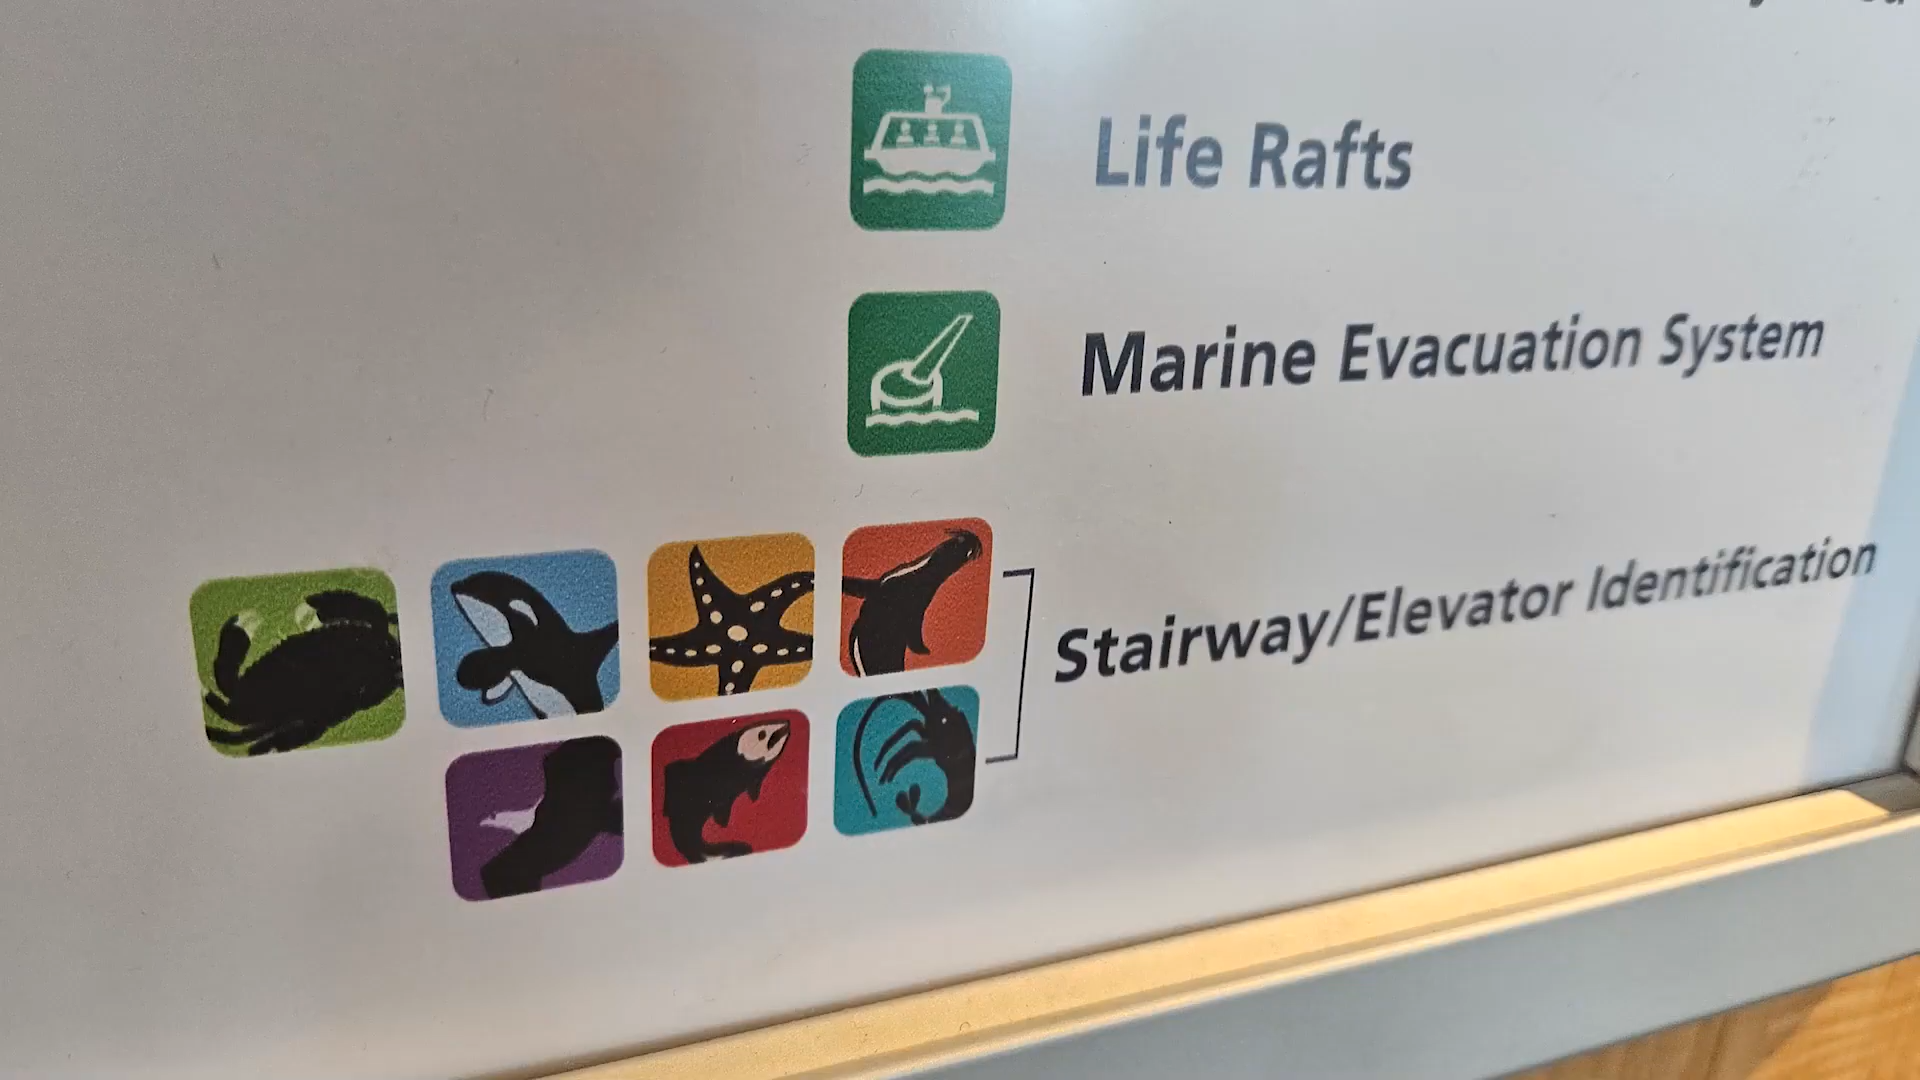 Life Rafts
Marine Evacuation System
Stairway/Elevator Identification